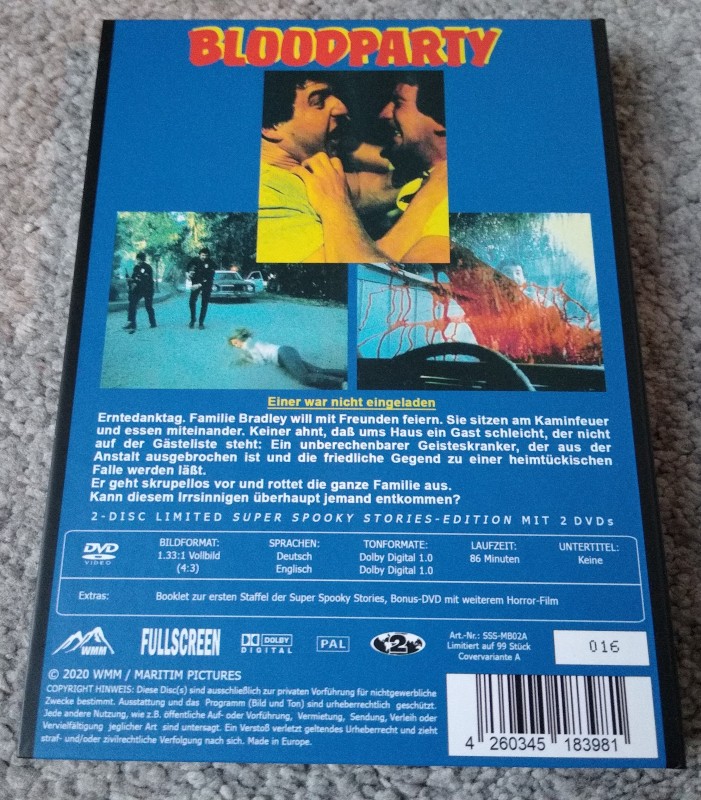 BLOODPARTY
Einer war nicht eingeladen
Erntedanktag. Familie Bradley will mit Freunden feiern. Sie sitzen am Kaminfeuer
und essen miteinander. Keiner ahnt, daß ums Haus ein Gast schleicht, der nicht
auf der Gästeliste steht: Ein unberechenbarer Geisteskranker, der aus der
Anstalt ausgebrochen ist und die friedliche Gegend zu einer heimtückischen
Falle werden läßt.
Er geht skrupellos vor und rottet die ganze Familie aus.
Kann diesem Irrsinnigen überhaupt jemand entkommen?
2-DISC LIMITED SUPER SPOOKY STORIES-EDITION MIT 2 DVDs
DVD
VIDEO
BILDFORMAT:
1.33:1 Vollbild
(4:3)
SPRACHEN:
Deutsch
Englisch
TONFORMATE:
Dolby Digital 1.0
Dolby Digital 1.0
LAUFZEIT:
86 Minuten
UNTERTITEL:
Keine
Extras: Booklet zur ersten Staffel der Super Spooky Stories, Bonus-DVD mit weiterem Horror-Film
WMM
FULLSCREEN
DOLBY
DIGITAL
PAL
2
Art.-Nr.: SSS-MB02A
Limitiert auf 99 Stück
Covervariante A
016
© 2020 WMM / MARITIM PICTURES
COPYRIGHT HINWEIS: Diese Disc(s) sind ausschließlich zur privaten Vorführung für nichtgewerbliche
Zwecke bestimmt. Ausstattung und das Programm (Bild und Ton) sind urheberrechtlich geschützt.
Jede andere Nutzung, wie z.B. öffentliche Auf- oder Vorführung, Vermietung, Sendung, Verleih oder
Vervielfältigung jeglicher Art sind untersagt. Ein Verstoß verletzt geltendes Urheberrecht und zieht
straf- und/oder zivilrechtliche Verfolgung nach sich. Made in Europe.
4 260345 183981